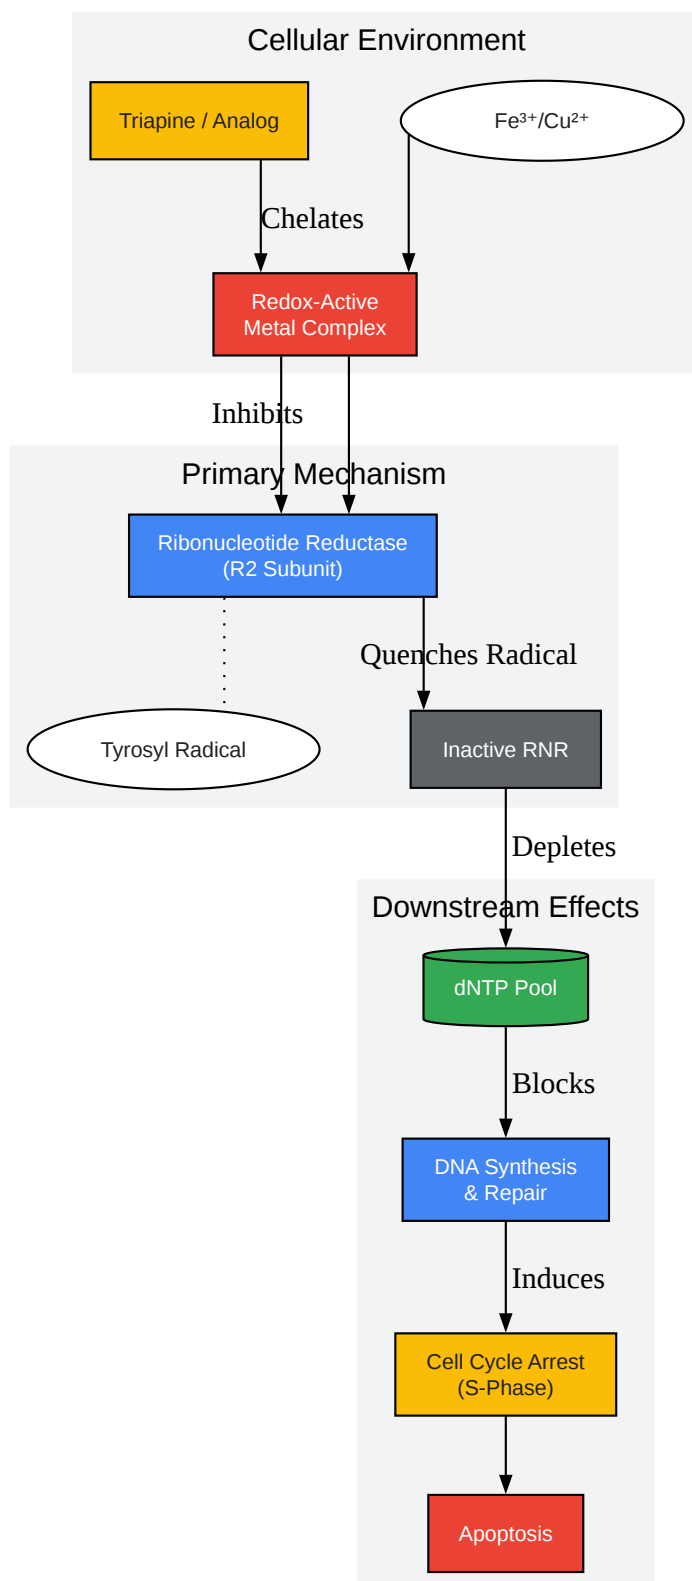 Cellular Environment
Triapine / Analog
Fe³⁺/Cu²⁺
Chelates
Redox-Active
Metal Complex
Inhibits
Primary Mechanism
Ribonucleotide Reductase
(R2 Subunit)
Quenches Radical
Tyrosyl Radical
Inactive RNR
Depletes
Downstream Effects
dNTP Pool
Blocks
DNA Synthesis
& Repair
Induces
Cell Cycle Arrest
(S-Phase)
Apoptosis